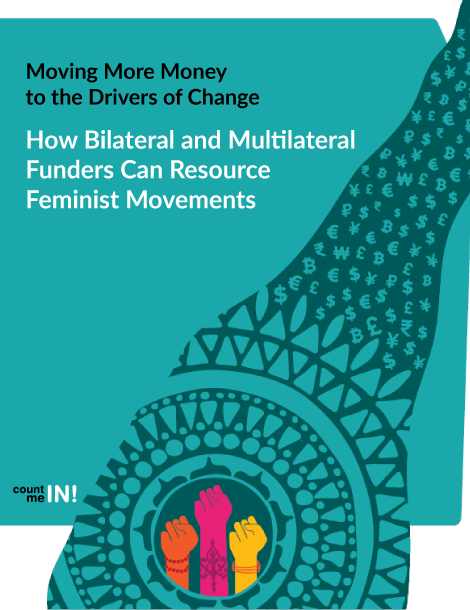 Moving More Money
to the Drivers of Change
How Bilateral and Multilateral
Funders Can Resource
Feminist Movements
count
me IN!